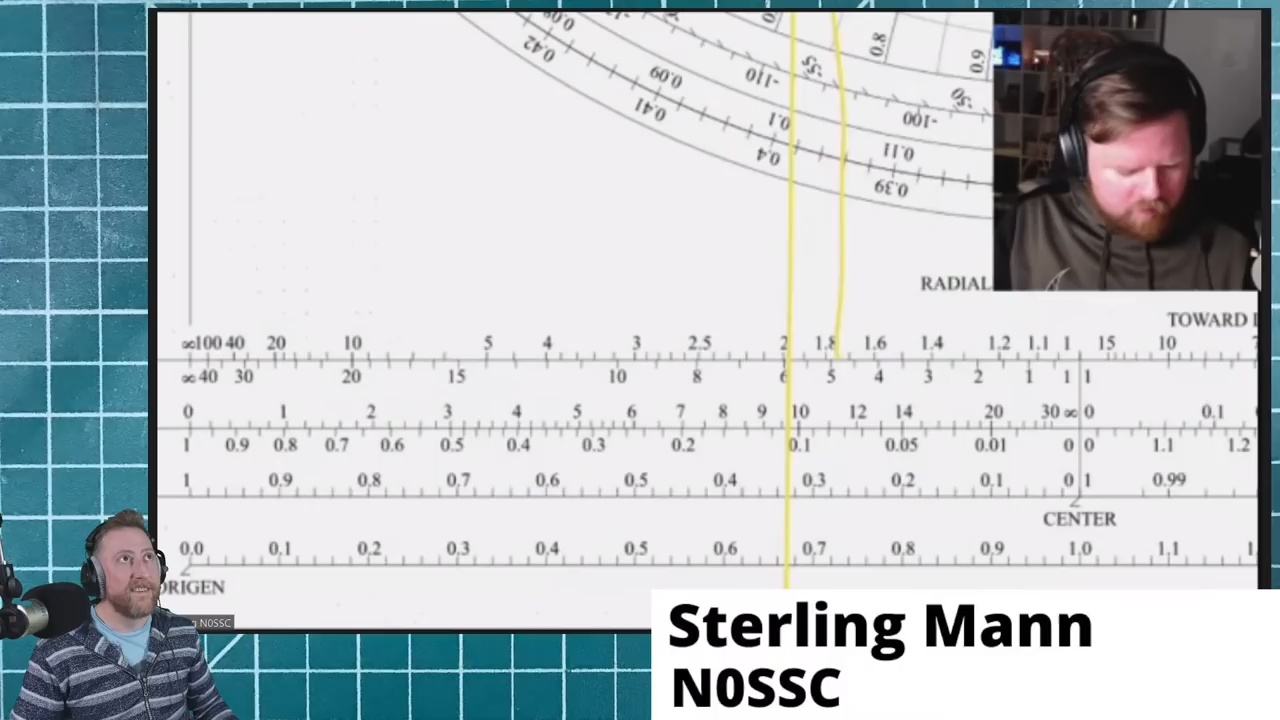 0.42
0.09
0.41
-110
0.1
0.4
-55
0.8
0.9
-50
-100
0.11
0.39
RADIAL
TOWARD
∞ 100 40 20 10 5 4 3 2.5 2 1.8 1.6 1.4 1.2 1.1 1 15 10 7
∞ 40 30 20 15 10 8 6 5 4 3 2 1 1 1
0 1 2 3 4 5 6 7 8 9 10 12 14 20 30 ∞ 0 0.1
1 0.9 0.8 0.7 0.6 0.5 0.4 0.3 0.2 0.1 0.05 0.01 0 0 1.1 1.2
1 0.9 0.8 0.7 0.6 0.5 0.4 0.3 0.2 0.1 0 1 0.99
CENTER
0.0 0.1 0.2 0.3 0.4 0.5 0.6 0.7 0.8 0.9 1.0 1.1 1.
ORIGEN
N0SSC
Sterling Mann
N0SSC